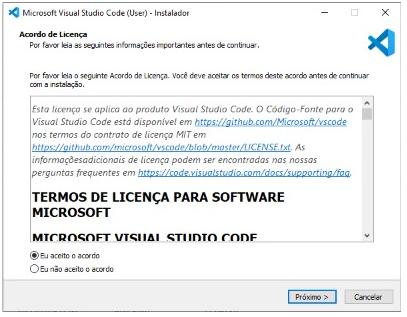 Microsoft Visual Studio Code (User) - Instalador
Acordo de Licença
Por favor leia as seguintes informações importantes antes de continuar.
Por favor leia o seguinte Acordo de Licença. Você deve aceitar os termos deste acordo antes de continuar
com a instalação.
Esta licença se aplica ao produto Visual Studio Code. O Código-Fonte para o
Visual Studio Code está disponível em https://github.com/Microsoft/vscode
nos termos do contrato de licença MIT em
https://github.com/microsoft/vscode/blob/master/LICENSE.txt. As
informaçõesadicionais de licença podem ser encontradas nas nossas
perguntas frequentes em https://code.visualstudio.com/docs/supporting/faq.
TERMOS DE LICENÇA PARA SOFTWARE
MICROSOFT
MICROSOFT VISUAL STUDIO CODE
Eu aceito o acordo
Eu não aceito o acordo
Próximo >
Cancelar